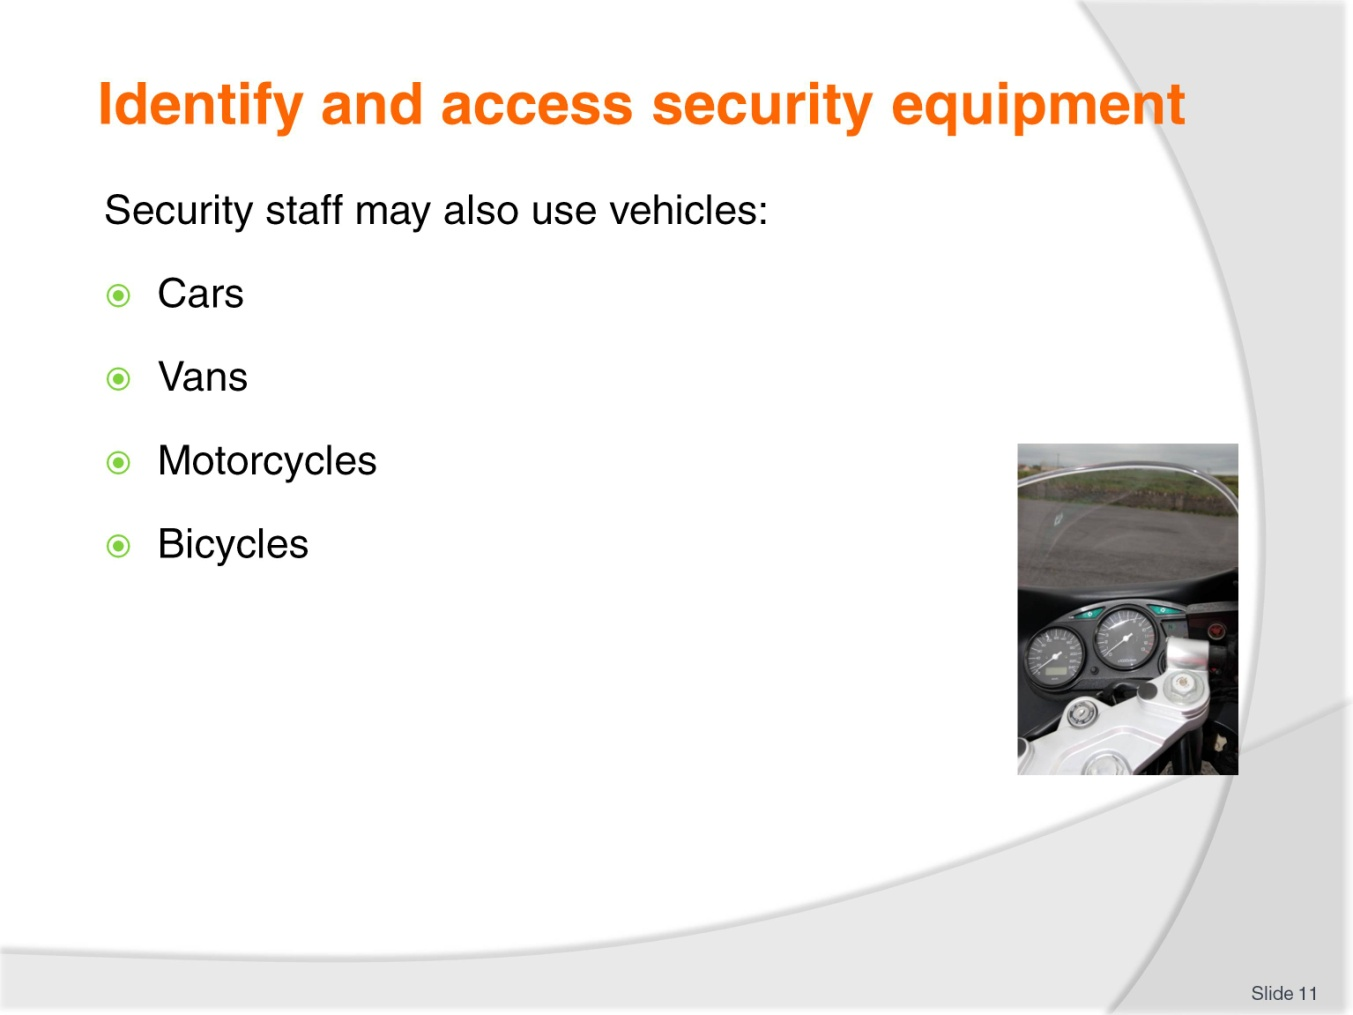 Identify and access security equipment
Security staff may also use vehicles:
Cars
Vans
Motorcycles
Bicycles
Slide 11